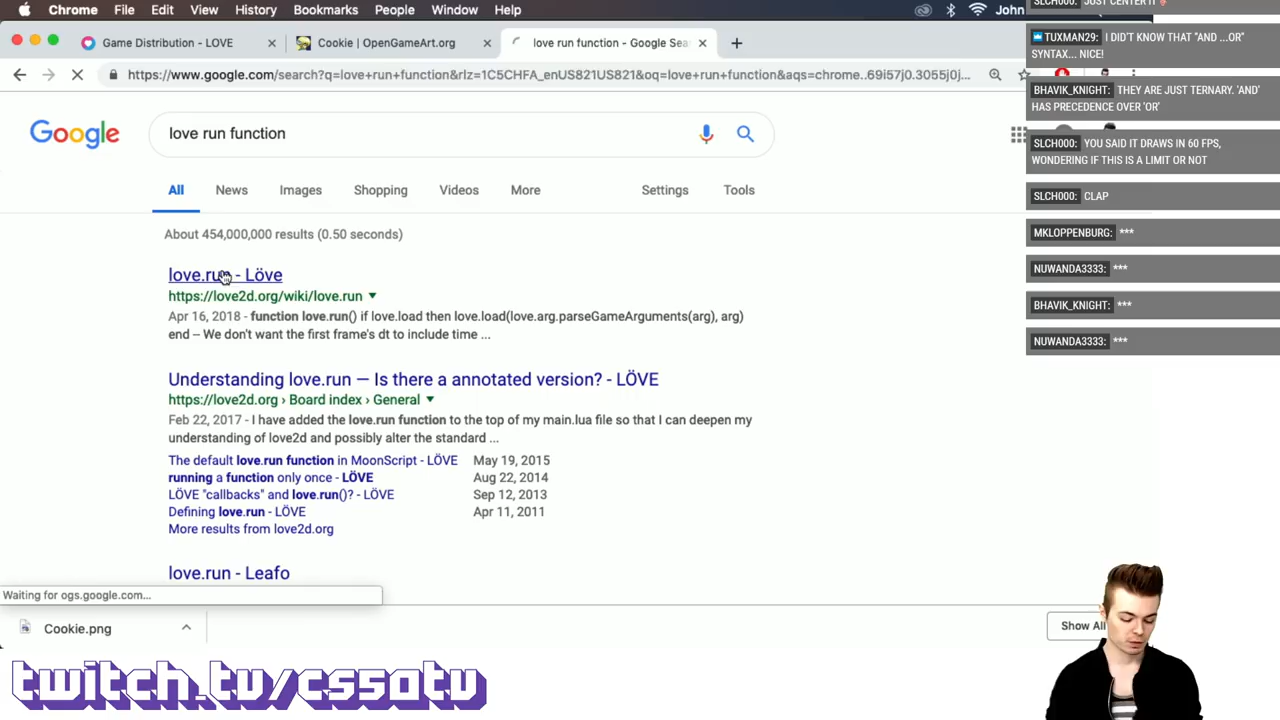 Chrome File Edit View History Bookmarks People Window Help John
Game Distribution - LOVE × Cookie | OpenGameArt.org × love run function - Google Sea × +
https://www.google.com/search?q=love+run+function&rlz=1C5CHFA_enUS821US821&oq=love+run+function&aqs=chrome..69i57j0.3055j0j...
Google
love run function
All News Images Shopping Videos More Settings Tools
About 454,000,000 results (0.50 seconds)
love.run - Löve
https://love2d.org/wiki/love.run
Apr 16, 2018 - function love.run() if love.load then love.load(love.arg.parseGameArguments(arg), arg)
end -- We don't want the first frame's dt to include time ...
Understanding love.run — Is there a annotated version? - LÖVE
https://love2d.org › Board index › General
Feb 22, 2017 - I have added the love.run function to the top of my main.lua file so that I can deepen my
understanding of love2d and possibly alter the standard ...
The default love.run function in MoonScript - LÖVE May 19, 2015
running a function only once - LÖVE Aug 22, 2014
LÖVE "callbacks" and love.run()? - LÖVE Sep 12, 2013
Defining love.run - LÖVE Apr 11, 2011
More results from love2d.org
love.run - Leafo
Waiting for ogs.google.com...
Cookie.png
Show All
twitch.tv/cs50tv
SLCH000: JUST CENTER IT
TUXMAN29: I DID'T KNOW THAT "AND ...OR"
SYNTAX... NICE!
BHAVIK_KNIGHT: THEY ARE JUST TERNARY. 'AND'
HAS PRECEDENCE OVER 'OR'
SLCH000: YOU SAID IT DRAWS IN 60 FPS,
WONDERING IF THIS IS A LIMIT OR NOT
SLCH000: CLAP
MKLOPPENBURG: ***
NUWANDA3333: ***
BHAVIK_KNIGHT: ***
NUWANDA3333: ***